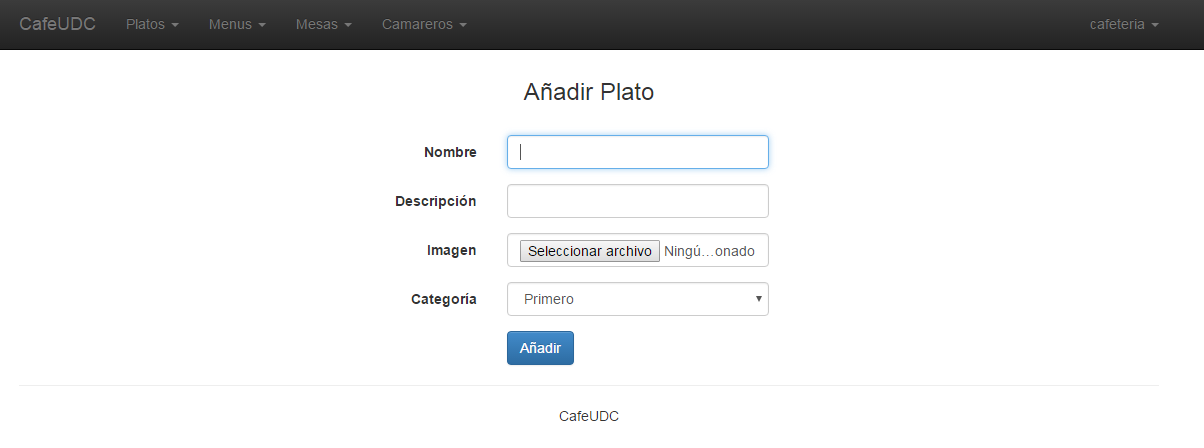 CafeUDC Platos Menus Mesas Camareros cafeteria
Añadir Plato
Nombre
Descripción
Imagen Seleccionar archivo Ningú…onado
Categoría Primero
Añadir
CafeUDC